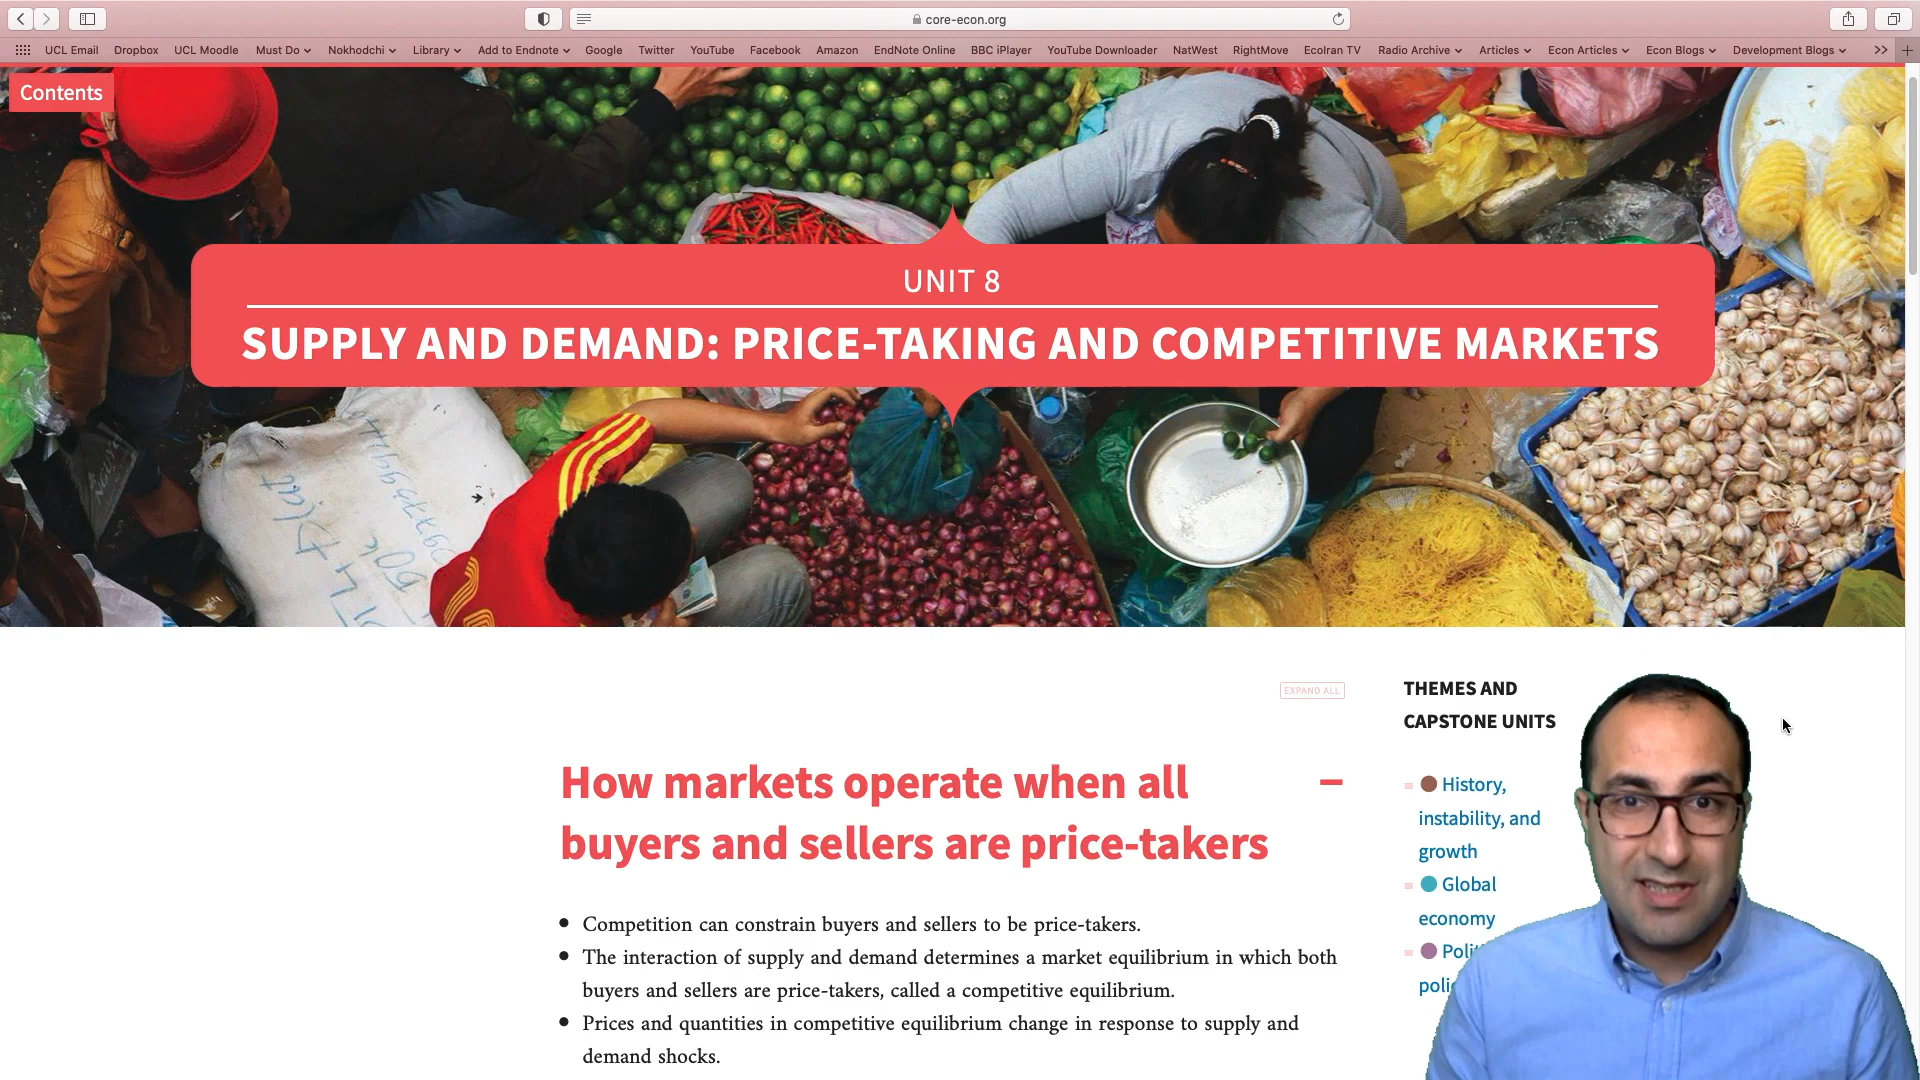 core-econ.org
UCL Email Dropbox UCL Moodle Must Do Nokhodchi Library Add to Endnote Google Twitter YouTube Facebook Amazon EndNote Online BBC iPlayer YouTube Downloader NatWest RightMove EcoIran TV Radio Archive Articles Econ Articles Econ Blogs Development Blogs
Contents
UNIT 8
SUPPLY AND DEMAND: PRICE-TAKING AND COMPETITIVE MARKETS
EXPAND ALL
How markets operate when all
buyers and sellers are price-takers
• Competition can constrain buyers and sellers to be price-takers.
• The interaction of supply and demand determines a market equilibrium in which both
buyers and sellers are price-takers, called a competitive equilibrium.
• Prices and quantities in competitive equilibrium change in response to supply and
demand shocks.
THEMES AND
CAPSTONE UNITS
History,
instability, and
growth
Global
economy